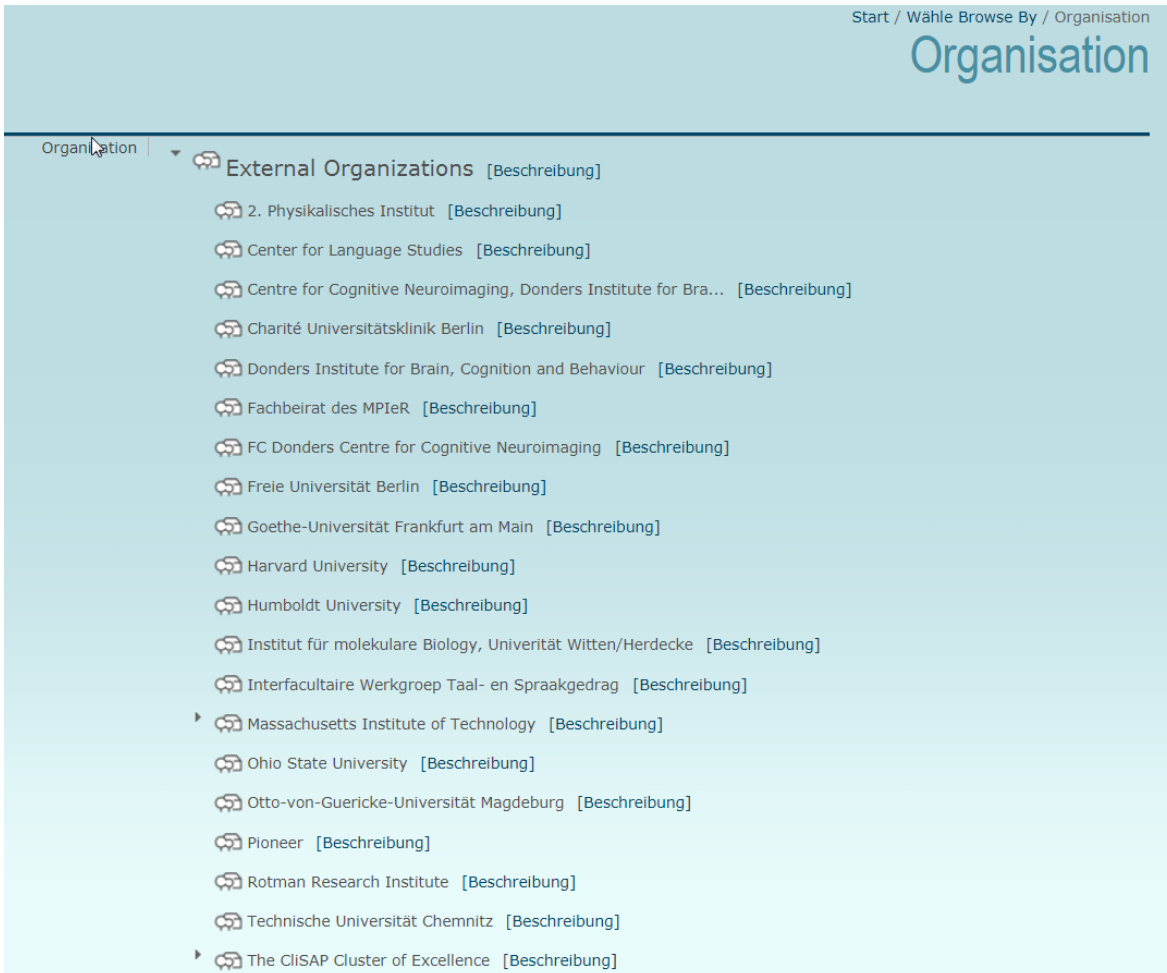 Start / Wähle Browse By / Organisation
Organisation
Organisation
External Organizations [Beschreibung]
2. Physikalisches Institut [Beschreibung]
Center for Language Studies [Beschreibung]
Centre for Cognitive Neuroimaging, Donders Institute for Bra... [Beschreibung]
Charité Universitätsklinik Berlin [Beschreibung]
Donders Institute for Brain, Cognition and Behaviour [Beschreibung]
Fachbeirat des MPIeR [Beschreibung]
FC Donders Centre for Cognitive Neuroimaging [Beschreibung]
Freie Universität Berlin [Beschreibung]
Goethe-Universität Frankfurt am Main [Beschreibung]
Harvard University [Beschreibung]
Humboldt University [Beschreibung]
Institut für molekulare Biology, Univerität Witten/Herdecke [Beschreibung]
Interfacultaire Werkgroep Taal- en Spraakgedrag [Beschreibung]
Massachusetts Institute of Technology [Beschreibung]
Ohio State University [Beschreibung]
Otto-von-Guericke-Universität Magdeburg [Beschreibung]
Pioneer [Beschreibung]
Rotman Research Institute [Beschreibung]
Technische Universität Chemnitz [Beschreibung]
The CliSAP Cluster of Excellence [Beschreibung]